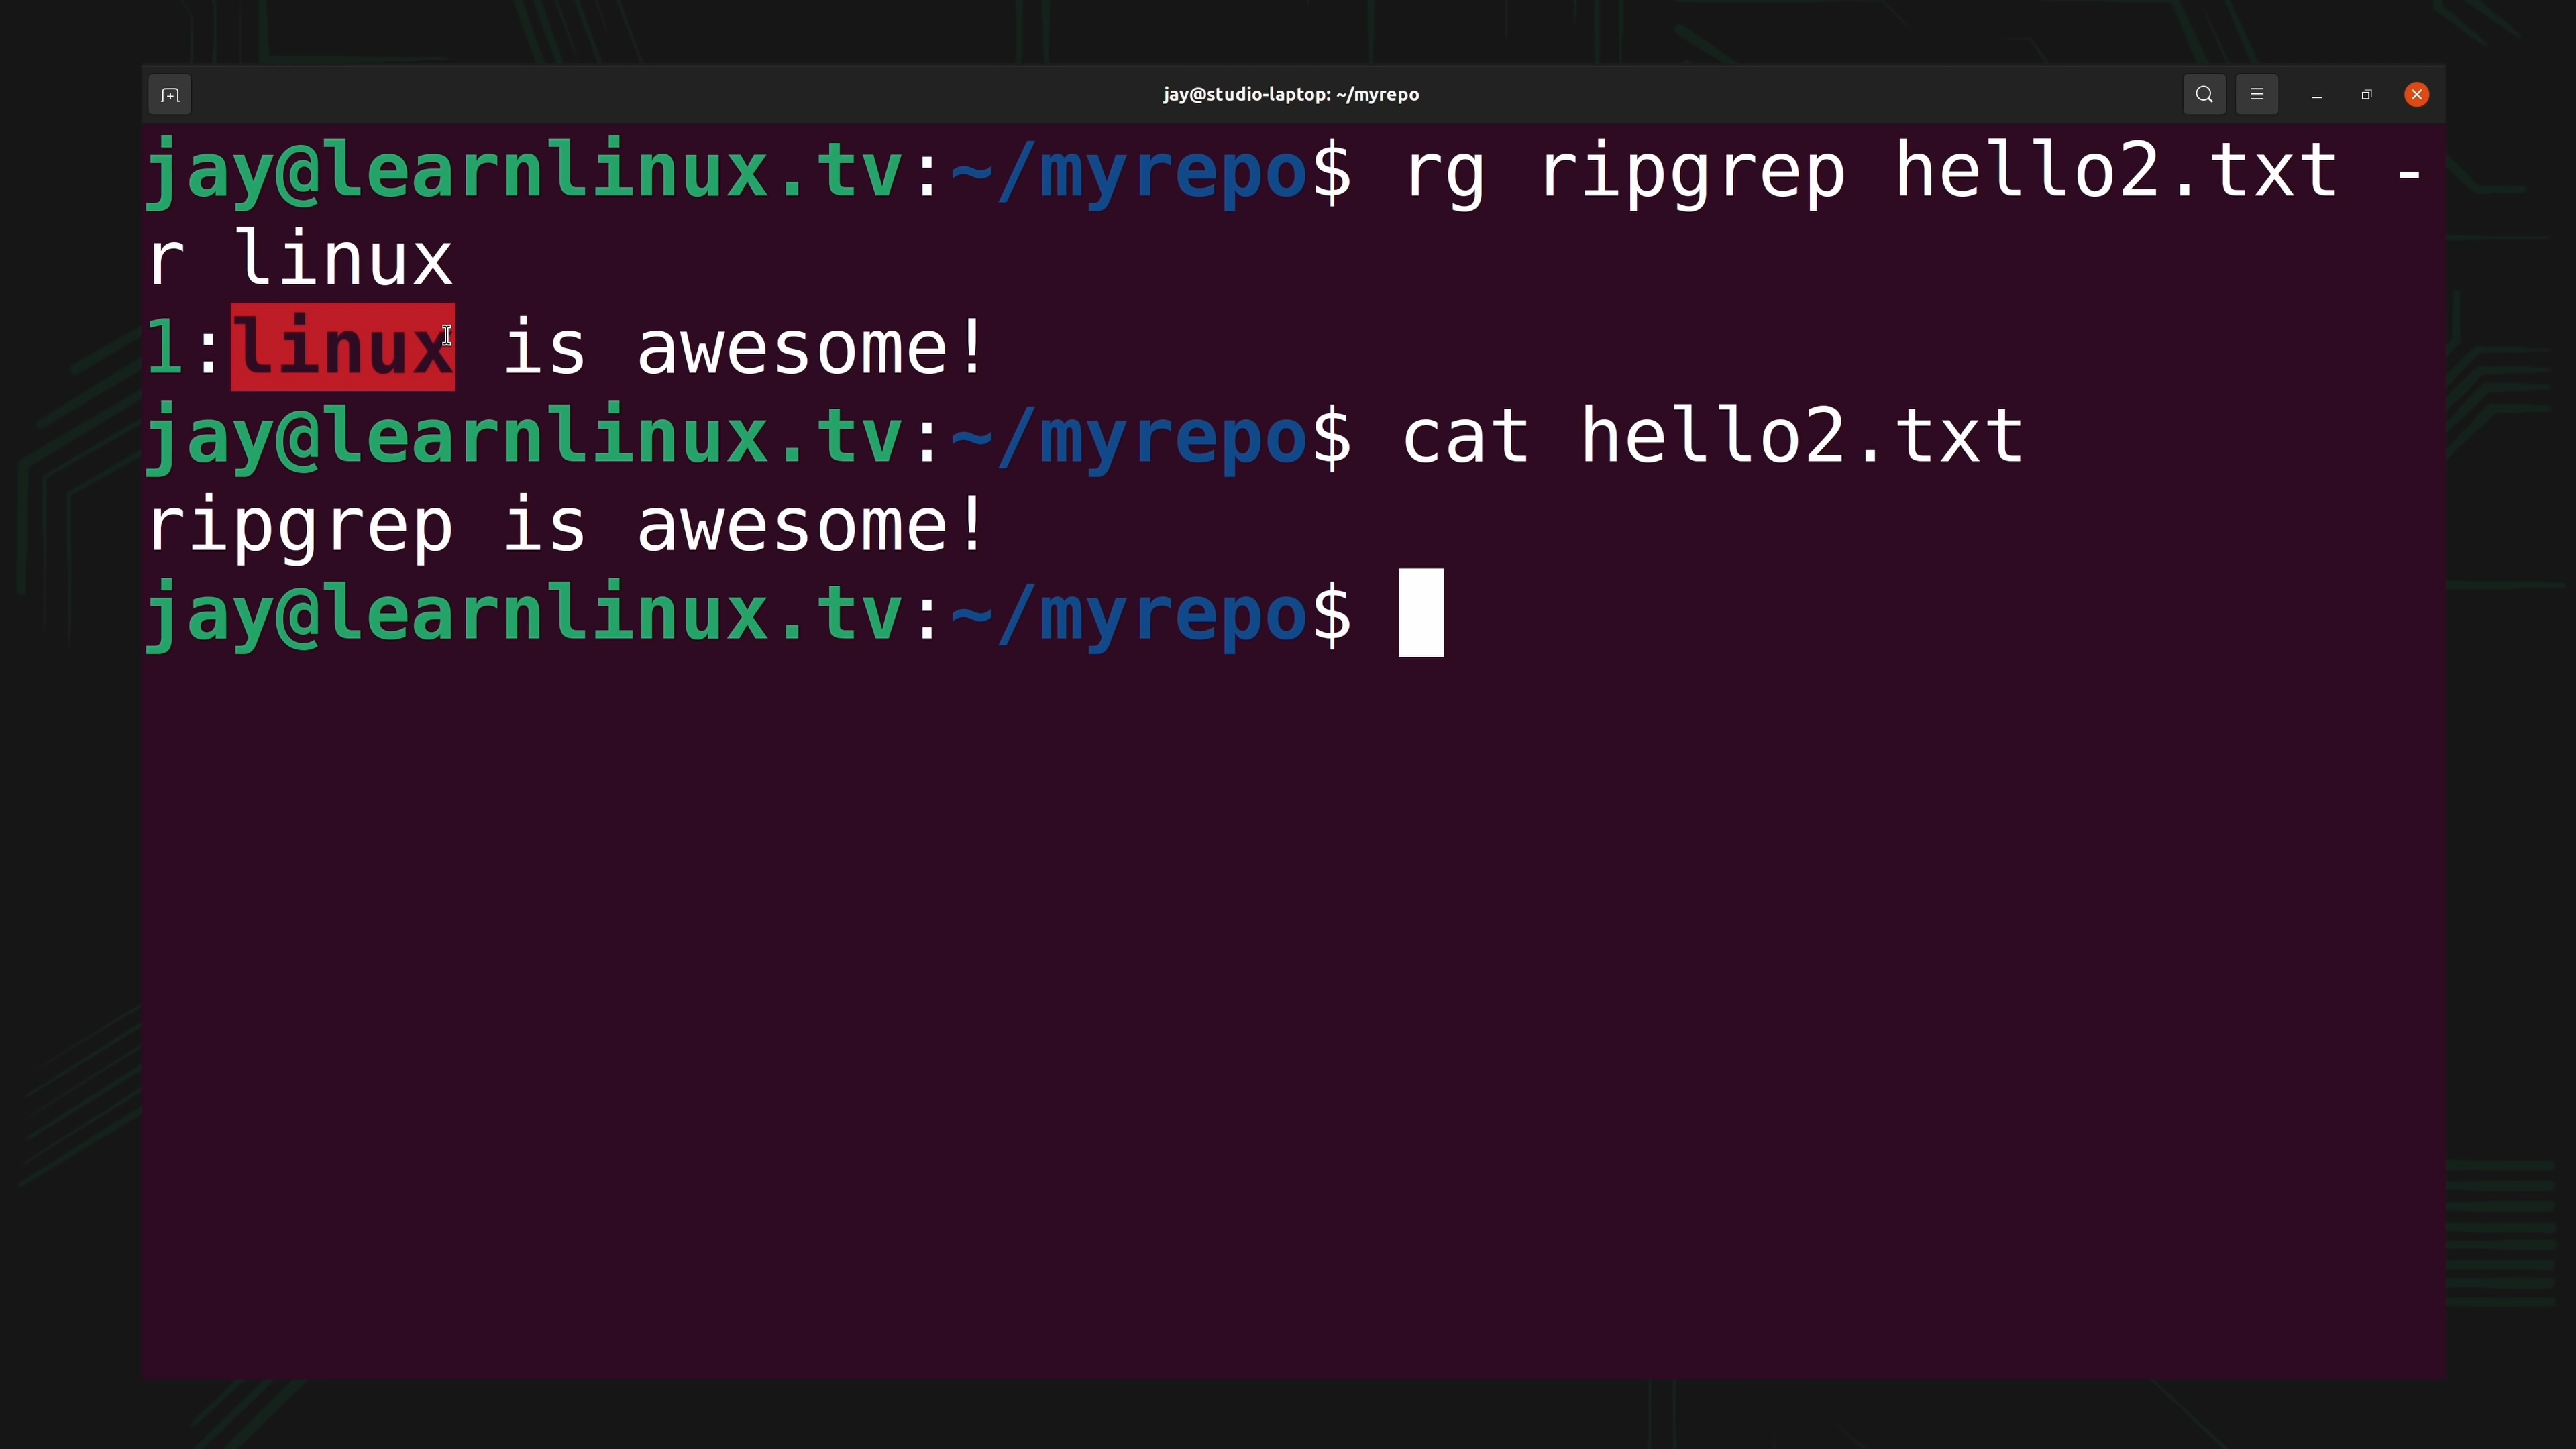 jay@studio-laptop: ~/myrepo
jay@learnlinux.tv:~/myrepo$ rg ripgrep hello2.txt -
r linux
1:linux is awesome!
jay@learnlinux.tv:~/myrepo$ cat hello2.txt
ripgrep is awesome!
jay@learnlinux.tv:~/myrepo$